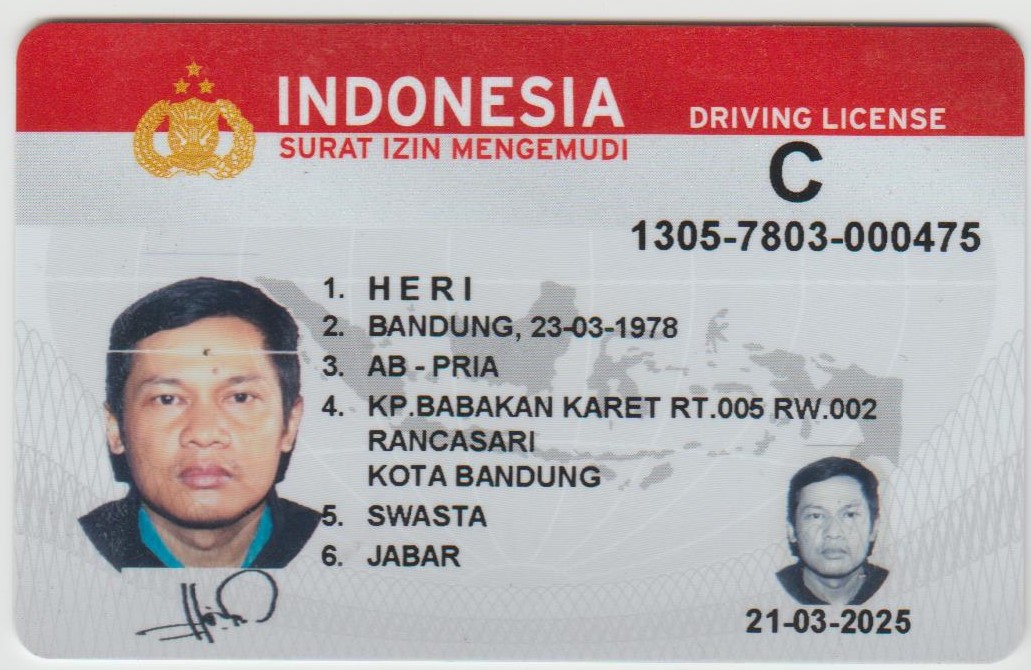 INDONESIA
SURAT IZIN MENGEMUDI
DRIVING LICENSE
C
1305-7803-000475
1. HERI
2. BANDUNG, 23-03-1978
3. AB - PRIA
4. KP.BABAKAN KARET RT.005 RW.002
RANCASARI
KOTA BANDUNG
5. SWASTA
6. JABAR
21-03-2025